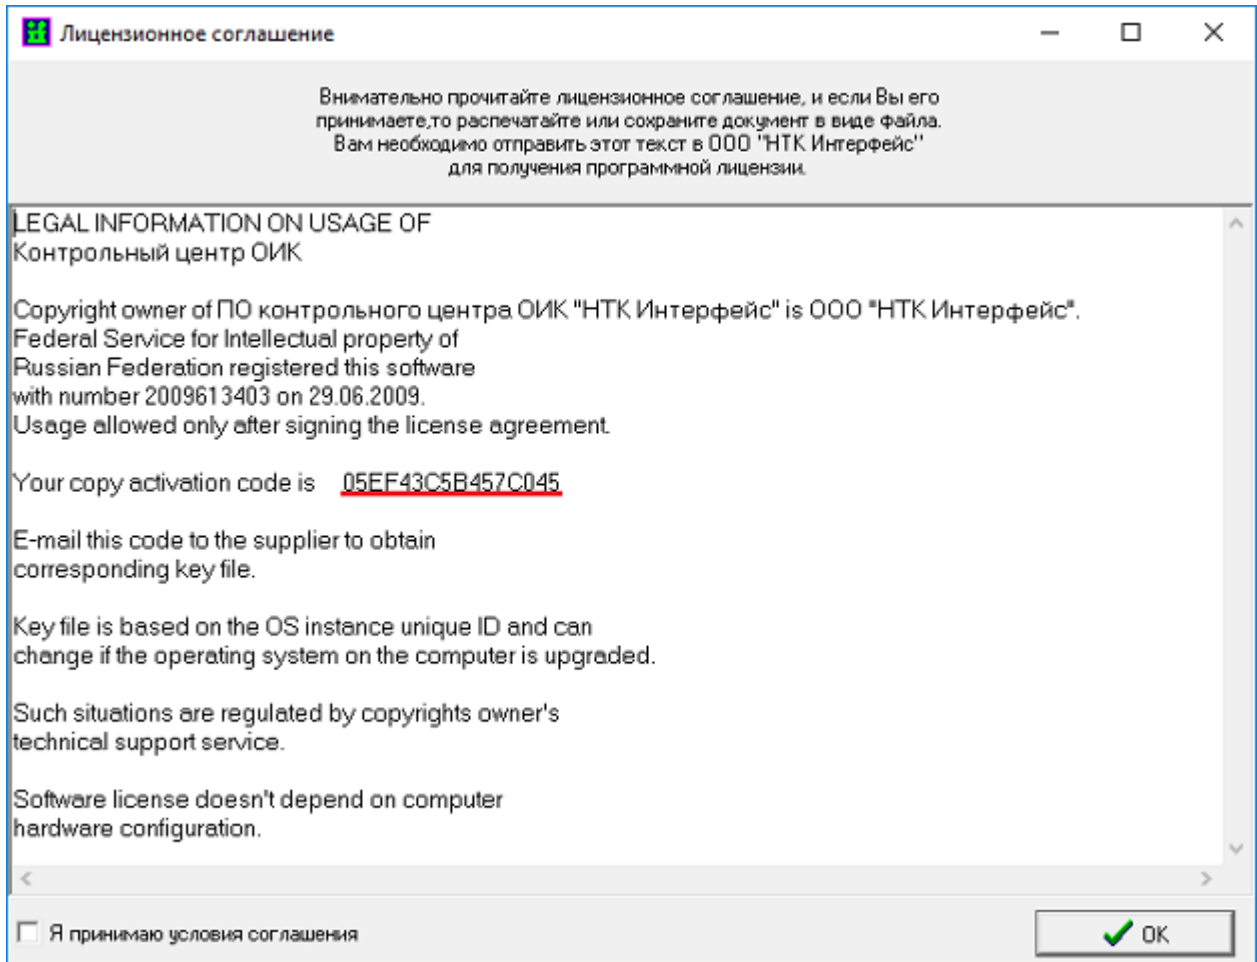 Лицензионное соглашение
Внимательно прочитайте лицензионное соглашение, и если Вы его
принимаете,то распечатайте или сохраните документ в виде файла.
Вам необходимо отправить этот текст в ООО "НТК Интерфейс"
для получения программной лицензии.
LEGAL INFORMATION ON USAGE OF
Контрольный центр ОИК
Copyright owner of ПО контрольного центра ОИК "НТК Интерфейс" is ООО "НТК Интерфейс".
Federal Service for Intellectual property of
Russian Federation registered this software
with number 2009613403 on 29.06.2009.
Usage allowed only after signing the license agreement.
Your copy activation code is 05EF43C5B457C045
E-mail this code to the supplier to obtain
corresponding key file.
Key file is based on the OS instance unique ID and can
change if the operating system on the computer is upgraded.
Such situations are regulated by copyrights owner's
technical support service.
Software license doesn't depend on computer
hardware configuration.
Я принимаю условия соглашения
OK